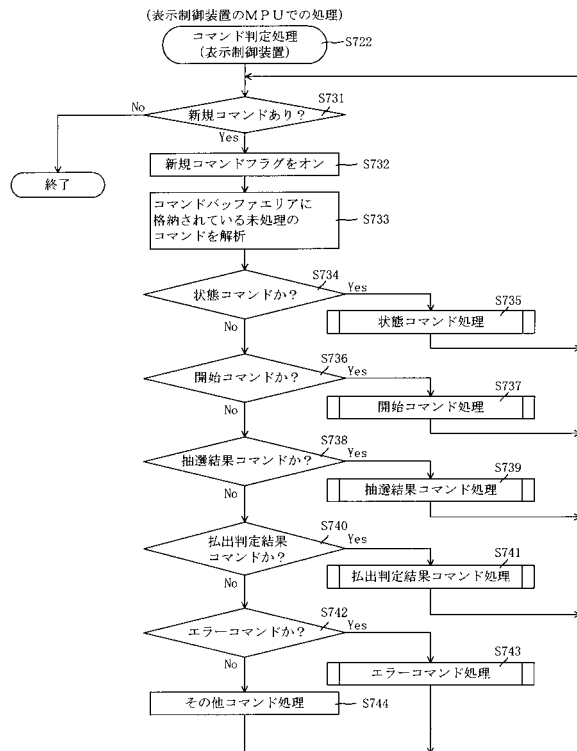 (表示制御装置のMPUでの処理)
コマンド判定処理
(表示制御装置)
S722
S731
No
新規コマンドあり?
Yes
新規コマンドフラグをオン
S732
終了
コマンドバッファエリアに
格納されている未処理の
コマンドを解析
S733
S734
状態コマンドか?
Yes
S735
状態コマンド処理
No
S736
開始コマンドか?
Yes
S737
開始コマンド処理
No
S738
抽選結果コマンドか?
Yes
S739
抽選結果コマンド処理
No
S740
払出判定結果
コマンドか?
Yes
S741
払出判定結果コマンド処理
No
S742
エラーコマンドか?
Yes
S743
エラーコマンド処理
No
その他コマンド処理
S744